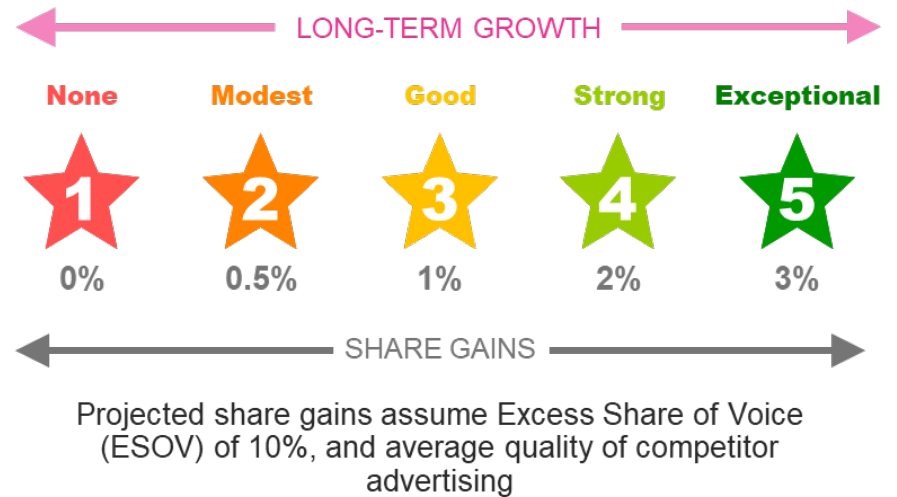 LONG-TERM GROWTH
None Modest Good Strong Exceptional
1 2 3 4 5
0% 0.5% 1% 2% 3%
SHARE GAINS
Projected share gains assume Excess Share of Voice
(ESOV) of 10%, and average quality of competitor
advertising